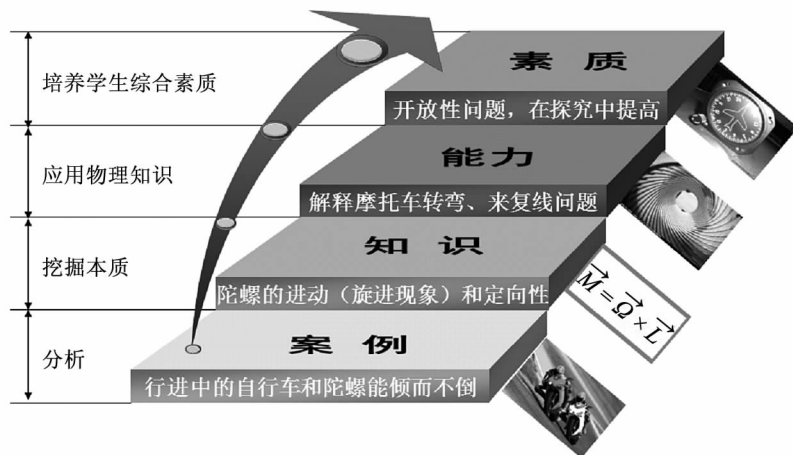 素 质
培养学生综合素质
开放性问题，在探究中提高
能力
应用物理知识
解释摩托车转弯、来复线问题
知 识
挖掘本质
陀螺的进动（旋进现象）和定向性
M=Ω×L
案 例
分析
行进中的自行车和陀螺能倾而不倒